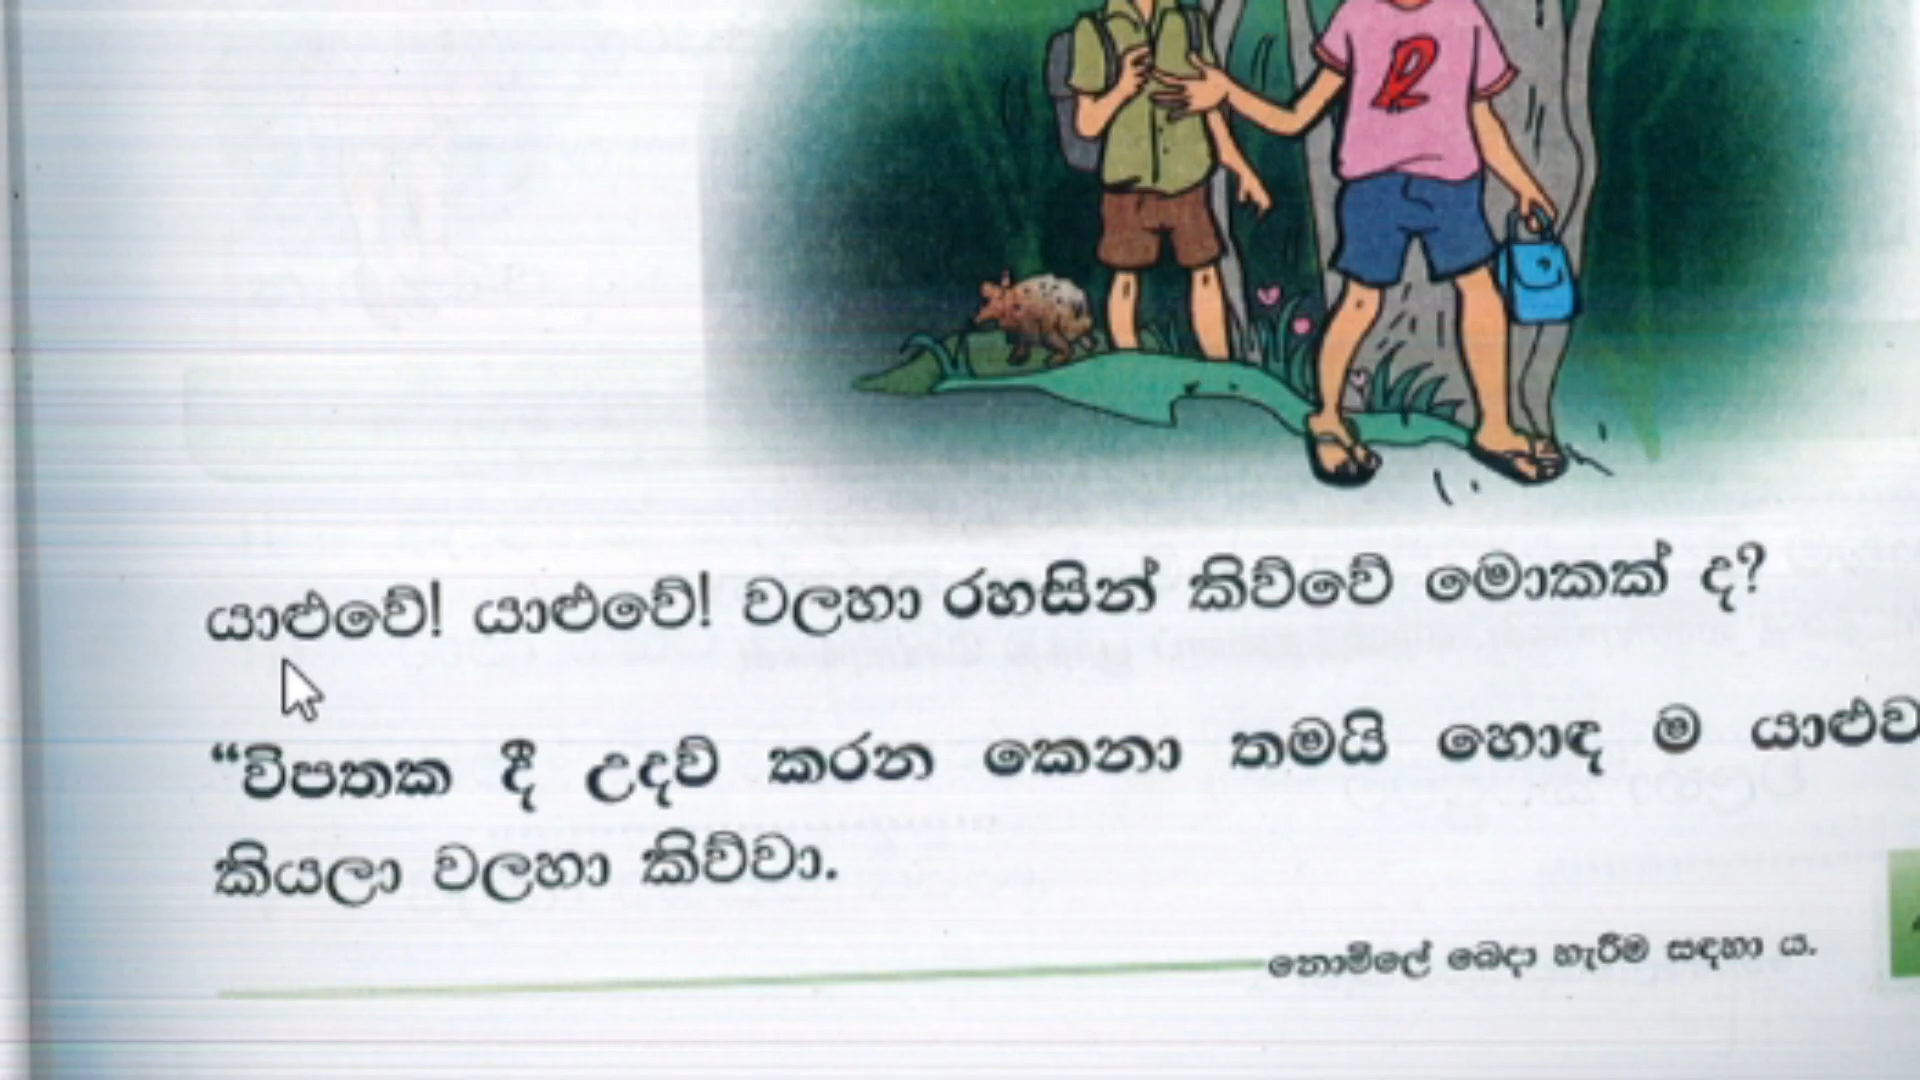 යාළුවේ! යාළුවේ! වලහා රහසින් කිව්වේ මොකක් ද?
“විපතක දී උදව් කරන කෙනා තමයි හොඳ ම යාළුව
කියලා වලහා කිව්වා.
නොමිලේ බෙදා හැරීම සඳහා ය.